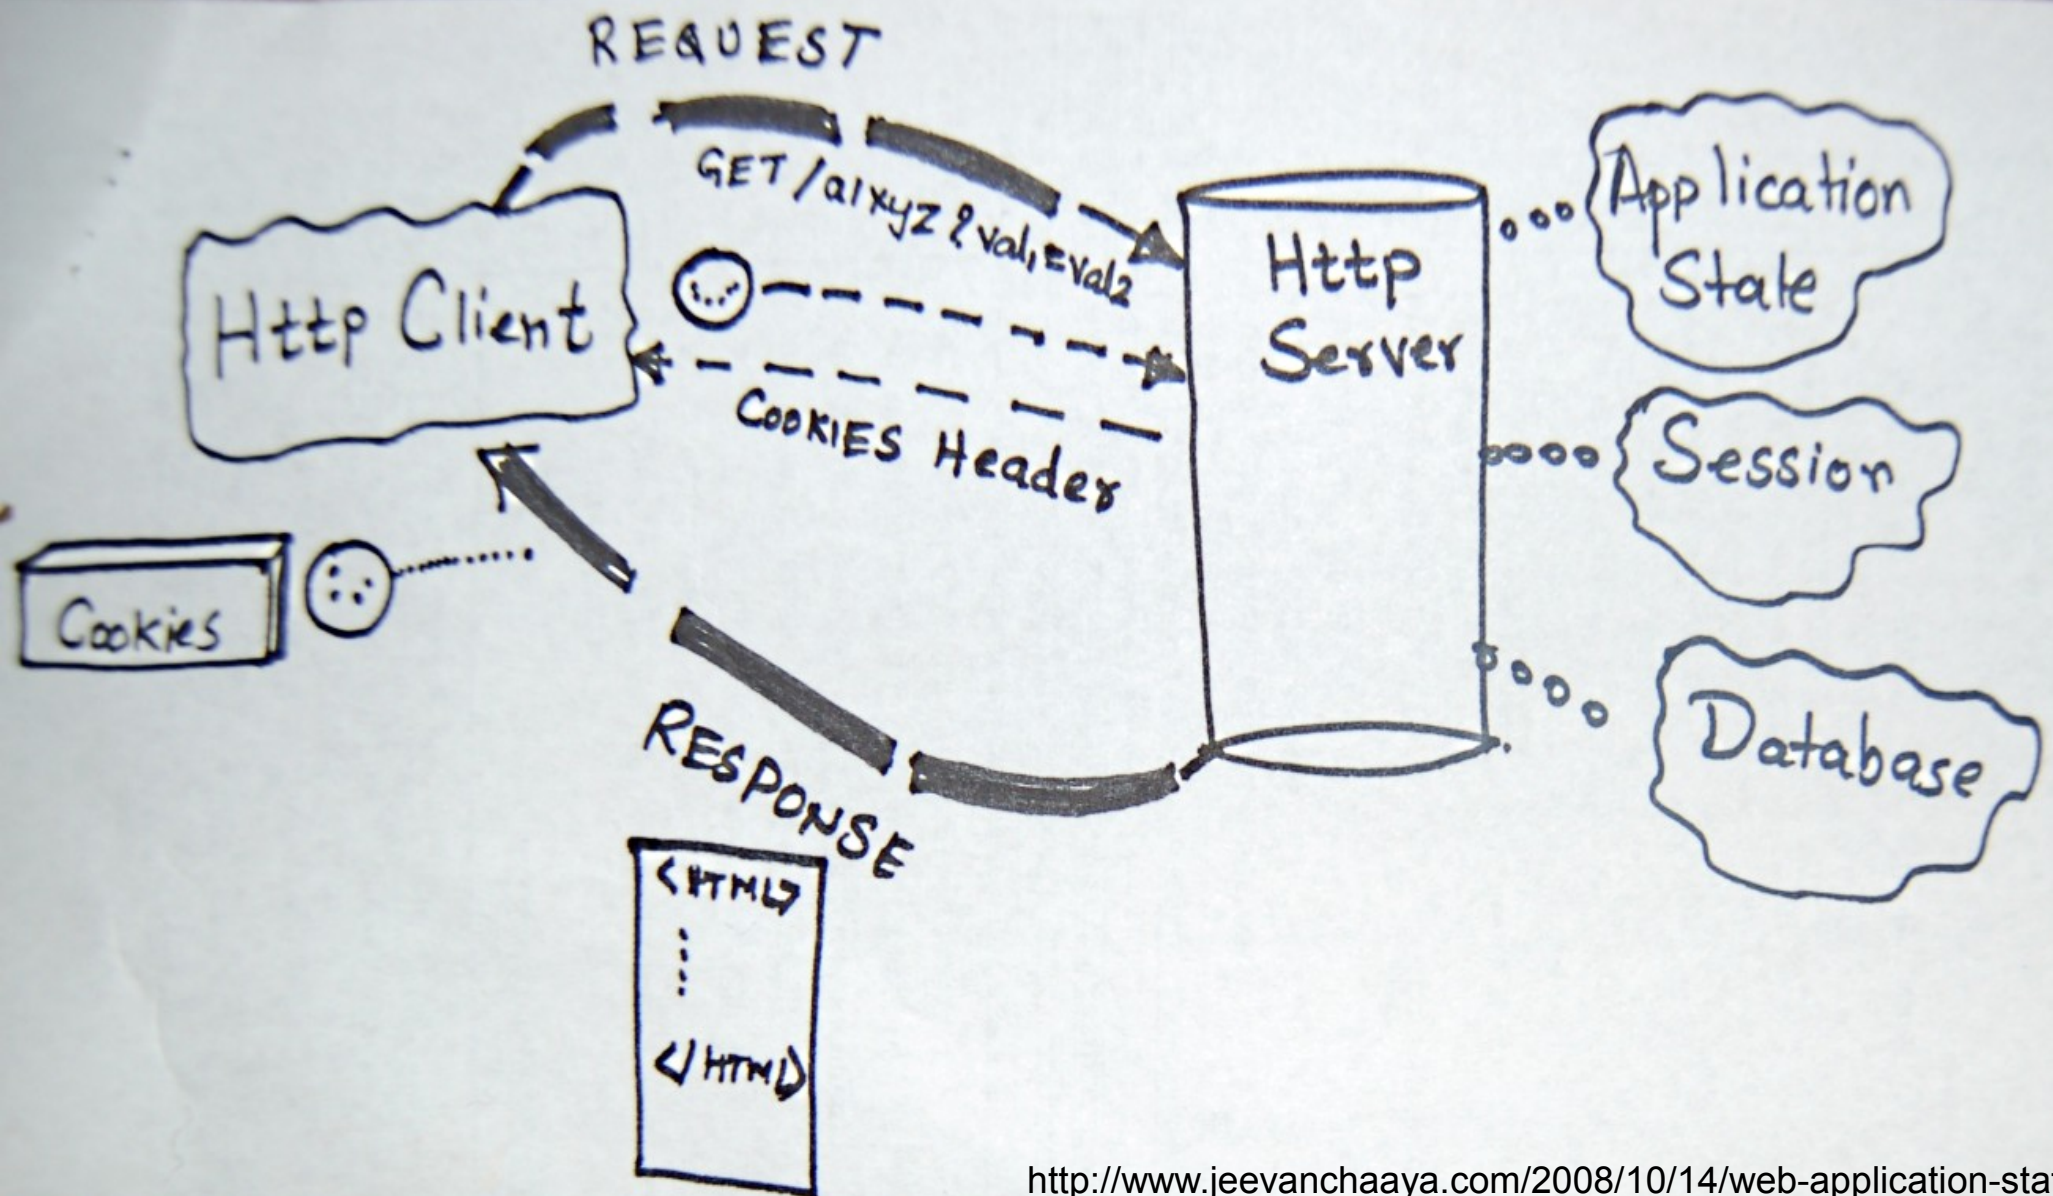 REQUEST
GET /a1xyz?val1=val2
Http Client
Http
Server
Application
State
COOKIES Header
Session
Cookies
RESPONSE
Database
<HTML>
</HTML>
http://www.jeevanchaaya.com/2008/10/14/web-application-stat